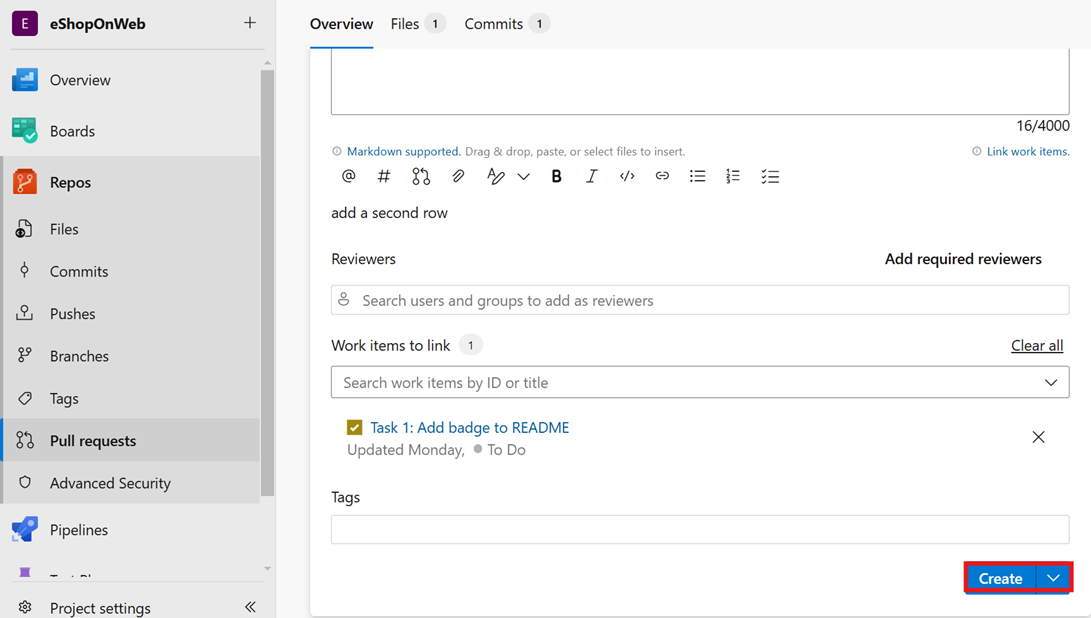 E eShopOnWeb
Overview
Boards
Repos
Files
Commits
Pushes
Branches
Tags
Pull requests
Advanced Security
Pipelines
Project settings
Overview Files 1 Commits 1
16/4000
Markdown supported. Drag & drop, paste, or select files to insert. Link work items.
add a second row
Reviewers Add required reviewers
Search users and groups to add as reviewers
Work items to link 1 Clear all
Search work items by ID or title
Task 1: Add badge to README
Updated Monday, To Do
Tags
Create